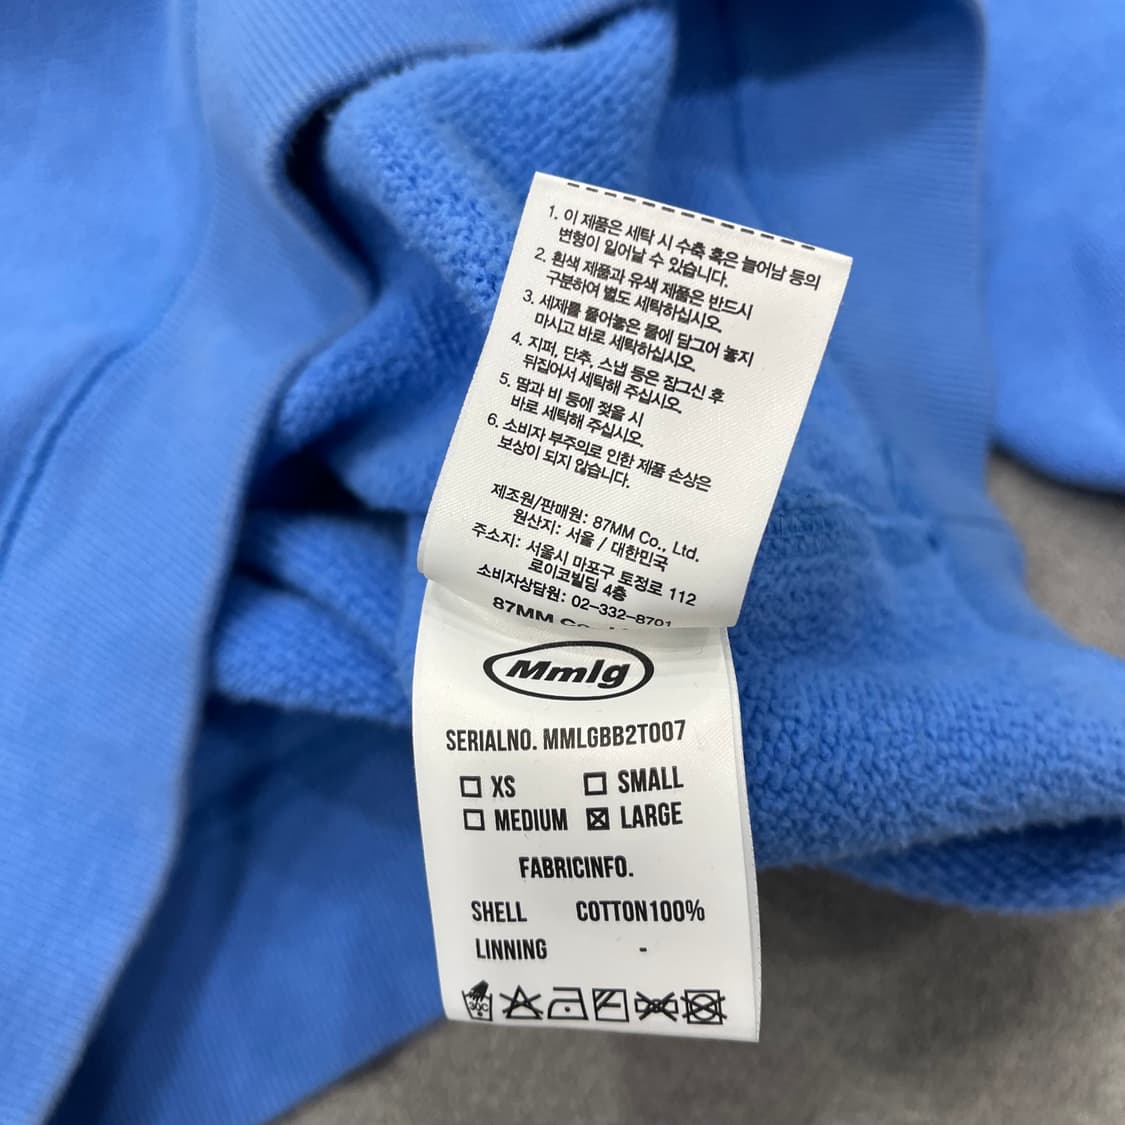 1. 이 제품은 세탁 시 수축 혹은 늘어남 등의
변형이 일어날 수 있습니다.
2. 흰색 제품과 유색 제품은 반드시
구분하여 별도 세탁하십시오.
3. 세제를 풀어놓은 물에 담그어 놓지
마시고 바로 세탁하십시오.
4. 지퍼, 단추, 스냅 등은 잠그신 후
뒤집어서 세탁해 주십시오.
5. 땀과 비 등에 젖을 시
바로 세탁해 주십시오.
6. 소비자 부주의로 인한 제품 손상은
보상이 되지 않습니다.
제조원/판매원: 87MM Co., Ltd.
원산지: 서울 / 대한민국
주소지: 서울시 마포구 토정로 112
로이코빌딩 4층
소비자상담원: 02-332-8701
87MM
Mmlg
SERIALNO. MMLGBB2T007
XS SMALL
MEDIUM LARGE
FABRICINFO.
SHELL COTTON100%
LINNING -
30C